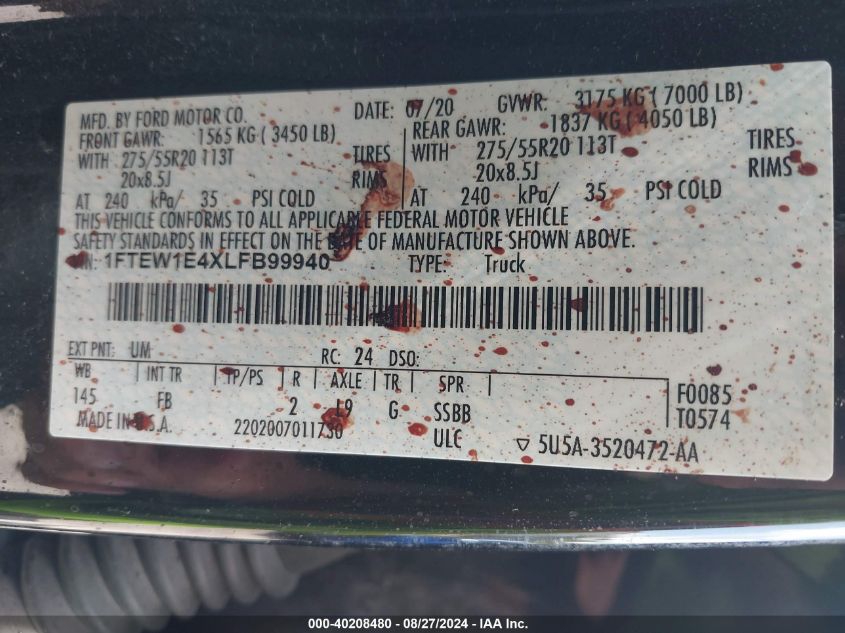 MFD. BY FORD MOTOR CO. DATE: 07/20 GVWR: 3175 KG ( 7000 LB)
FRONT GAWR: 1565 KG ( 3450 LB) REAR GAWR: 1837 KG ( 4050 LB)
WITH 275/55R20 113T TIRES WITH 275/55R20 113T TIRES
20x8.5J RIMS 20x8.5J RIMS
AT 240 kPa/ 35 PSI COLD AT 240 kPa/ 35 PSI COLD
THIS VEHICLE CONFORMS TO ALL APPLICABLE FEDERAL MOTOR VEHICLE
SAFETY STANDARDS IN EFFECT ON THE DATE OF MANUFACTURE SHOWN ABOVE.
VIN: 1FTEW1E4XLFB99940 TYPE: Truck
EXT PNT: UM RC: 24 DSO:
WB INT TR TP/PS R AXLE TR SPR
145 FB 2 L9 G SSBB
F0085
T0574
MADE IN U.S.A. 2202007011730 ULC
5U5A-3520472-AA
000-40208480 - 08/27/2024 - IAA Inc.